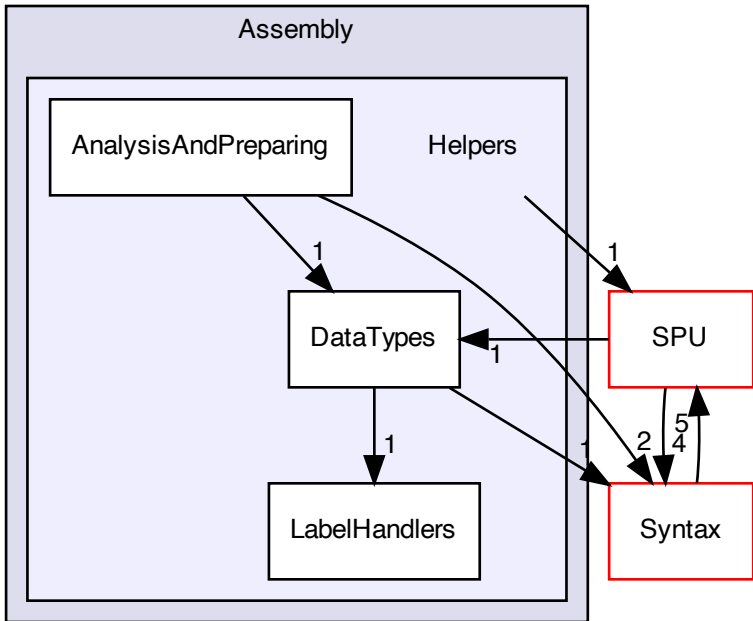 Assembly
AnalysisAndPreparing
Helpers
1
1
DataTypes
SPU
1
1
1
2
5
4
LabelHandlers
Syntax